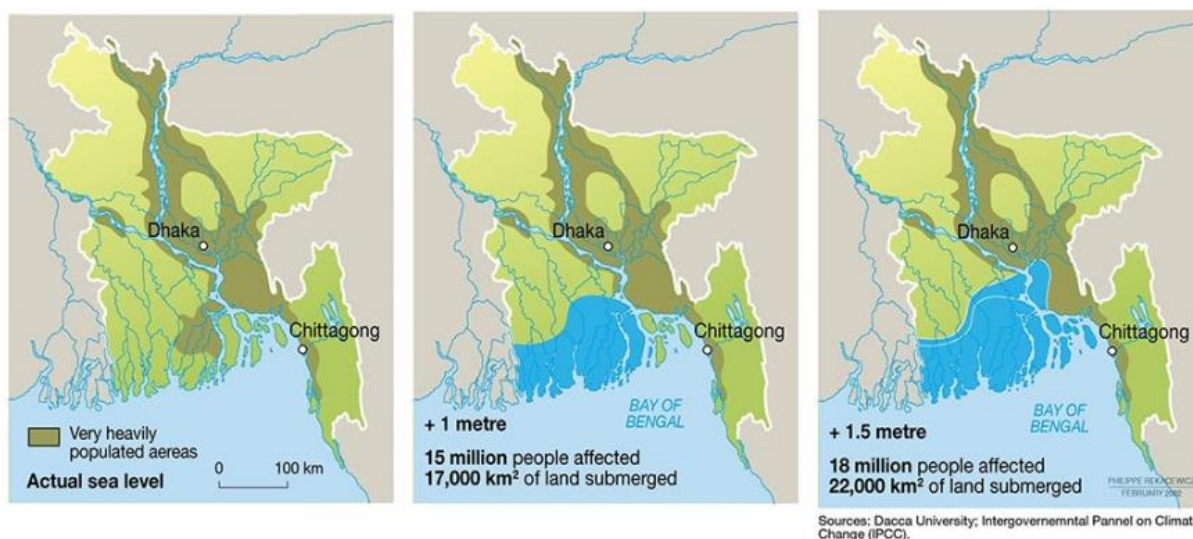 Dhaka
Chittagong
Very heavily
populated aereas
0 100 km
Actual sea level
Dhaka
Chittagong
BAY OF
BENGAL
+ 1 metre
15 million people affected
17,000 km² of land submerged
Dhaka
Chittagong
BAY OF
BENGAL
+ 1.5 metre
18 million people affected
22,000 km² of land submerged
PHILIPPE REKACEWICZ
FEBRUARY 2002
Sources: Dacca University; Intergovernemntal Pannel on Climat
Change (IPCC).